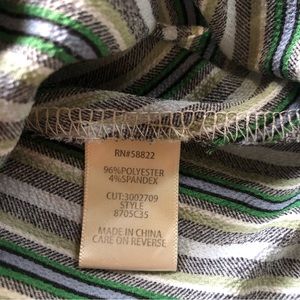 RN#58822
96%POLYESTER
4%SPANDEX
CUT:3002709
STYLE
8705C35
MADE IN CHINA
CARE ON REVERSE